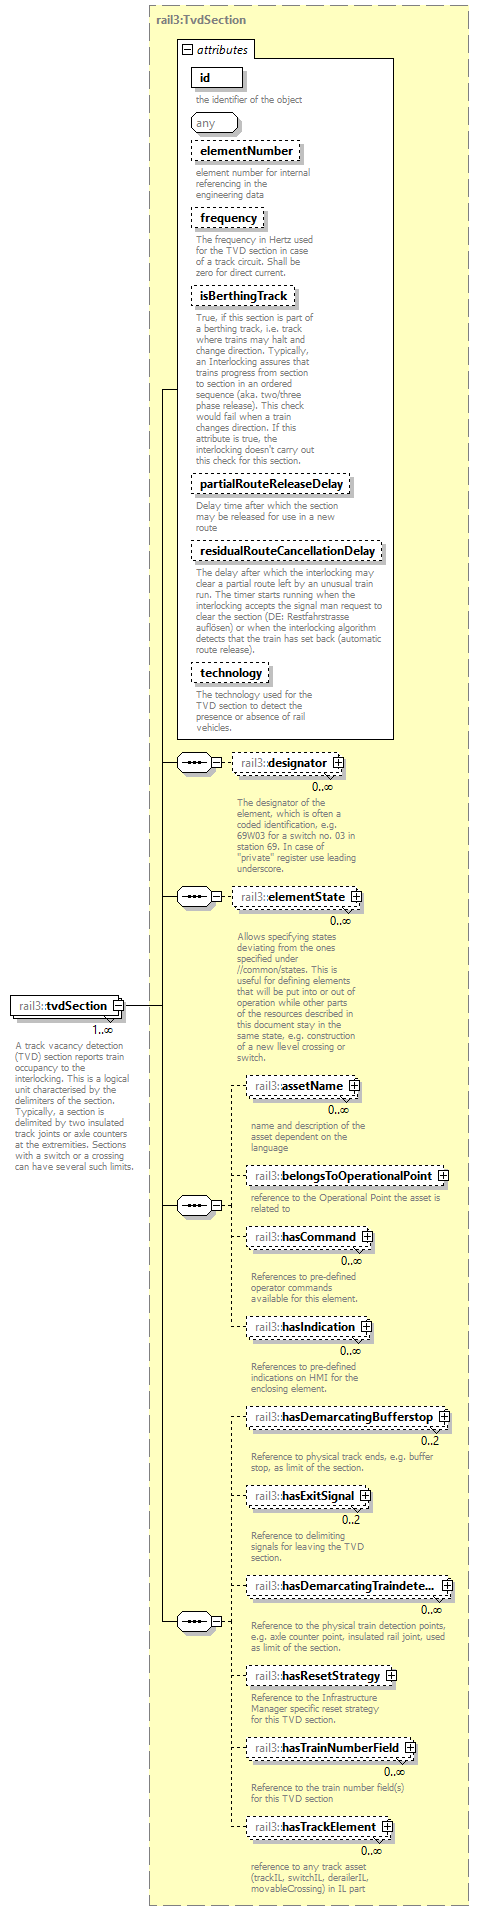 rail3:TvdSection
attributes
id
the identifier of the object
any
elementNumber
element number for internal
referencing in the
engineering data
frequency
The frequency in Hertz used
for the TVD section in case
of a track circuit. Shall be
zero for direct current.
isBerthingTrack
True, if this section is part of
a berthing track, i.e. track
where trains may halt and
change direction. Typically,
an Interlocking assures that
trains progress from section
to section in an ordered
sequence (aka. two/three
phase release). This check
would fail when a train
changes direction. If this
attribute is true, the
interlocking doesn't carry out
this check for this section.
partialRouteReleaseDelay
Delay time after which the section
may be released for use in a new
route
residualRouteCancellationDelay
The delay after which the interlocking may
clear a partial route left by an unusual train
run. The timer starts running when the
interlocking accepts the signal man request to
clear the section (DE: Restfahrstrasse
auflösen) or when the interlocking algorithm
detects that the train has set back (automatic
route release).
technology
The technology used for the
TVD section to detect the
presence or absence of rail
vehicles.
rail3::designator
0..∞
The designator of the
element, which is often a
coded identification, e.g.
69W03 for a switch no. 03 in
station 69. In case of
"private" register use leading
underscore.
rail3::elementState
0..∞
Allows specifying states
deviating from the ones
specified under
//common/states. This is
useful for defining elements
that will be put into or out of
operation while other parts
of the resources described in
this document stay in the
same state, e.g. construction
of a new llevel crossing or
switch.
rail3::tvdSection
1..∞
A track vacancy detection
(TVD) section reports train
occupancy to the
interlocking. This is a logical
unit characterised by the
delimiters of the section.
Typically, a section is
delimited by two insulated
track joints or axle counters
at the extremities. Sections
with a switch or a crossing
can have several such limits.
rail3::assetName
0..∞
name and description of the
asset dependent on the
language
rail3::belongsToOperationalPoint
reference to the Operational Point the asset is
related to
rail3::hasCommand
0..∞
References to pre-defined
operator commands
available for this element.
rail3::hasIndication
0..∞
References to pre-defined
indications on HMI for the
enclosing element.
rail3::hasDemarcatingBufferstop
0..2
Reference to physical track ends, e.g. buffer
stop, as limit of the section.
rail3::hasExitSignal
0..2
Reference to delimiting
signals for leaving the TVD
section.
rail3::hasDemarcatingTraindete...
0..∞
Reference to the physical train detection points,
e.g. axle counter point, insulated rail joint, used
as limit of the section.
rail3::hasResetStrategy
Reference to the Infrastructure
Manager specific reset strategy
for this TVD section.
rail3::hasTrainNumberField
0..∞
Reference to the train number field(s)
for this TVD section
rail3::hasTrackElement
0..∞
reference to any track asset
(trackIL, switchIL, derailerIL,
movableCrossing) in IL part